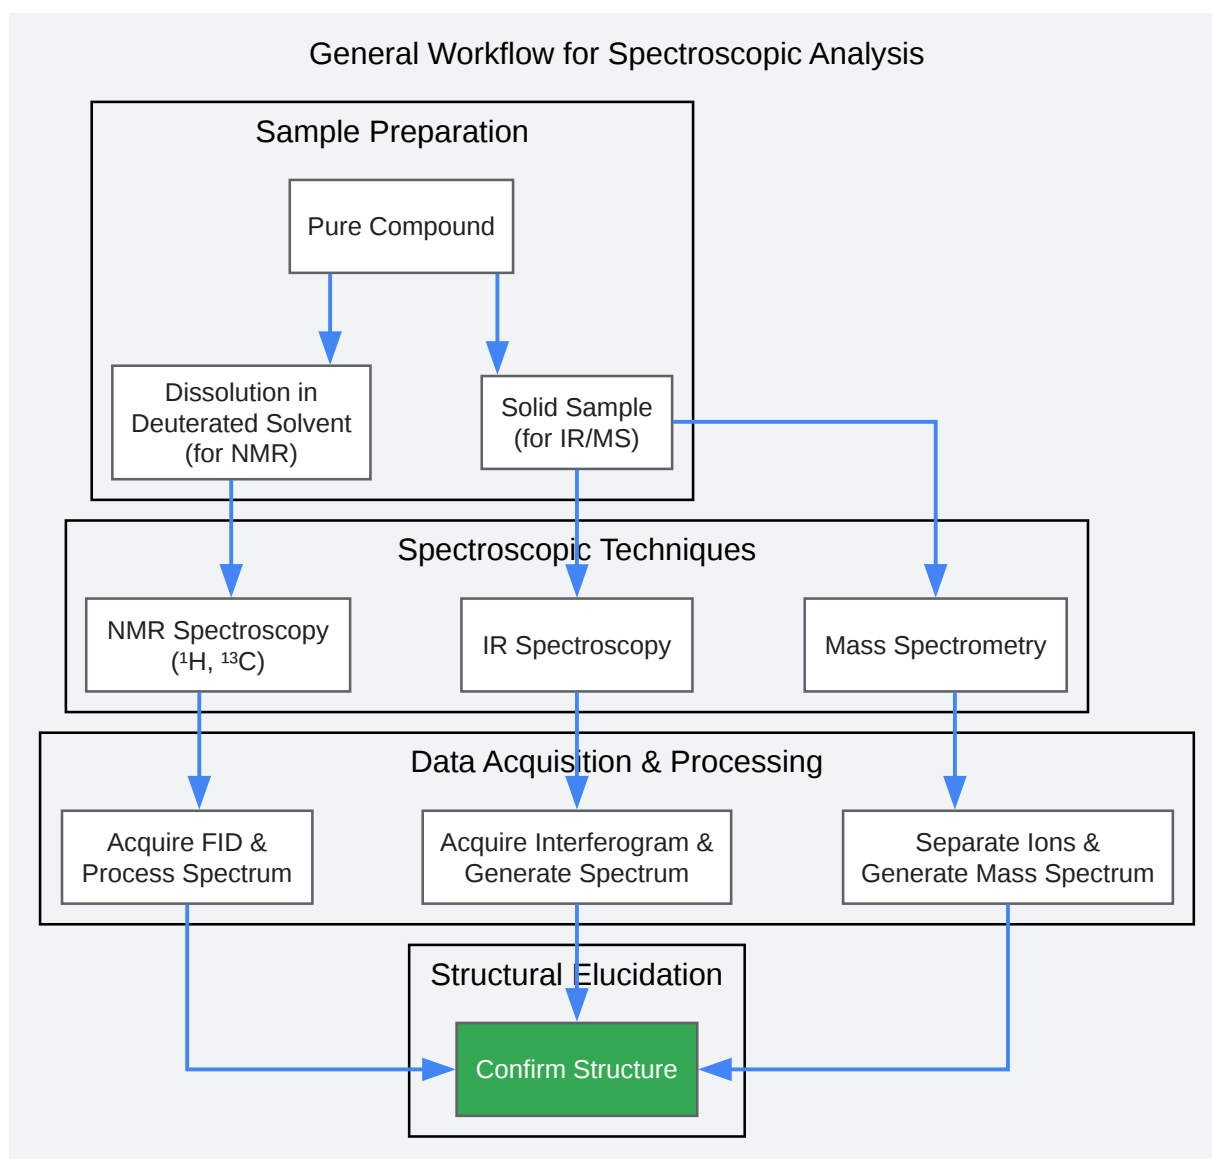 General Workflow for Spectroscopic Analysis
Sample Preparation
Pure Compound
Dissolution in
Deuterated Solvent
(for NMR)
Solid Sample
(for IR/MS)
Spectroscopic Techniques
NMR Spectroscopy
(¹H, ¹³C)
IR Spectroscopy
Mass Spectrometry
Data Acquisition & Processing
Acquire FID &
Process Spectrum
Acquire Interferogram &
Generate Spectrum
Separate Ions &
Generate Mass Spectrum
Structural Elucidation
Confirm Structure